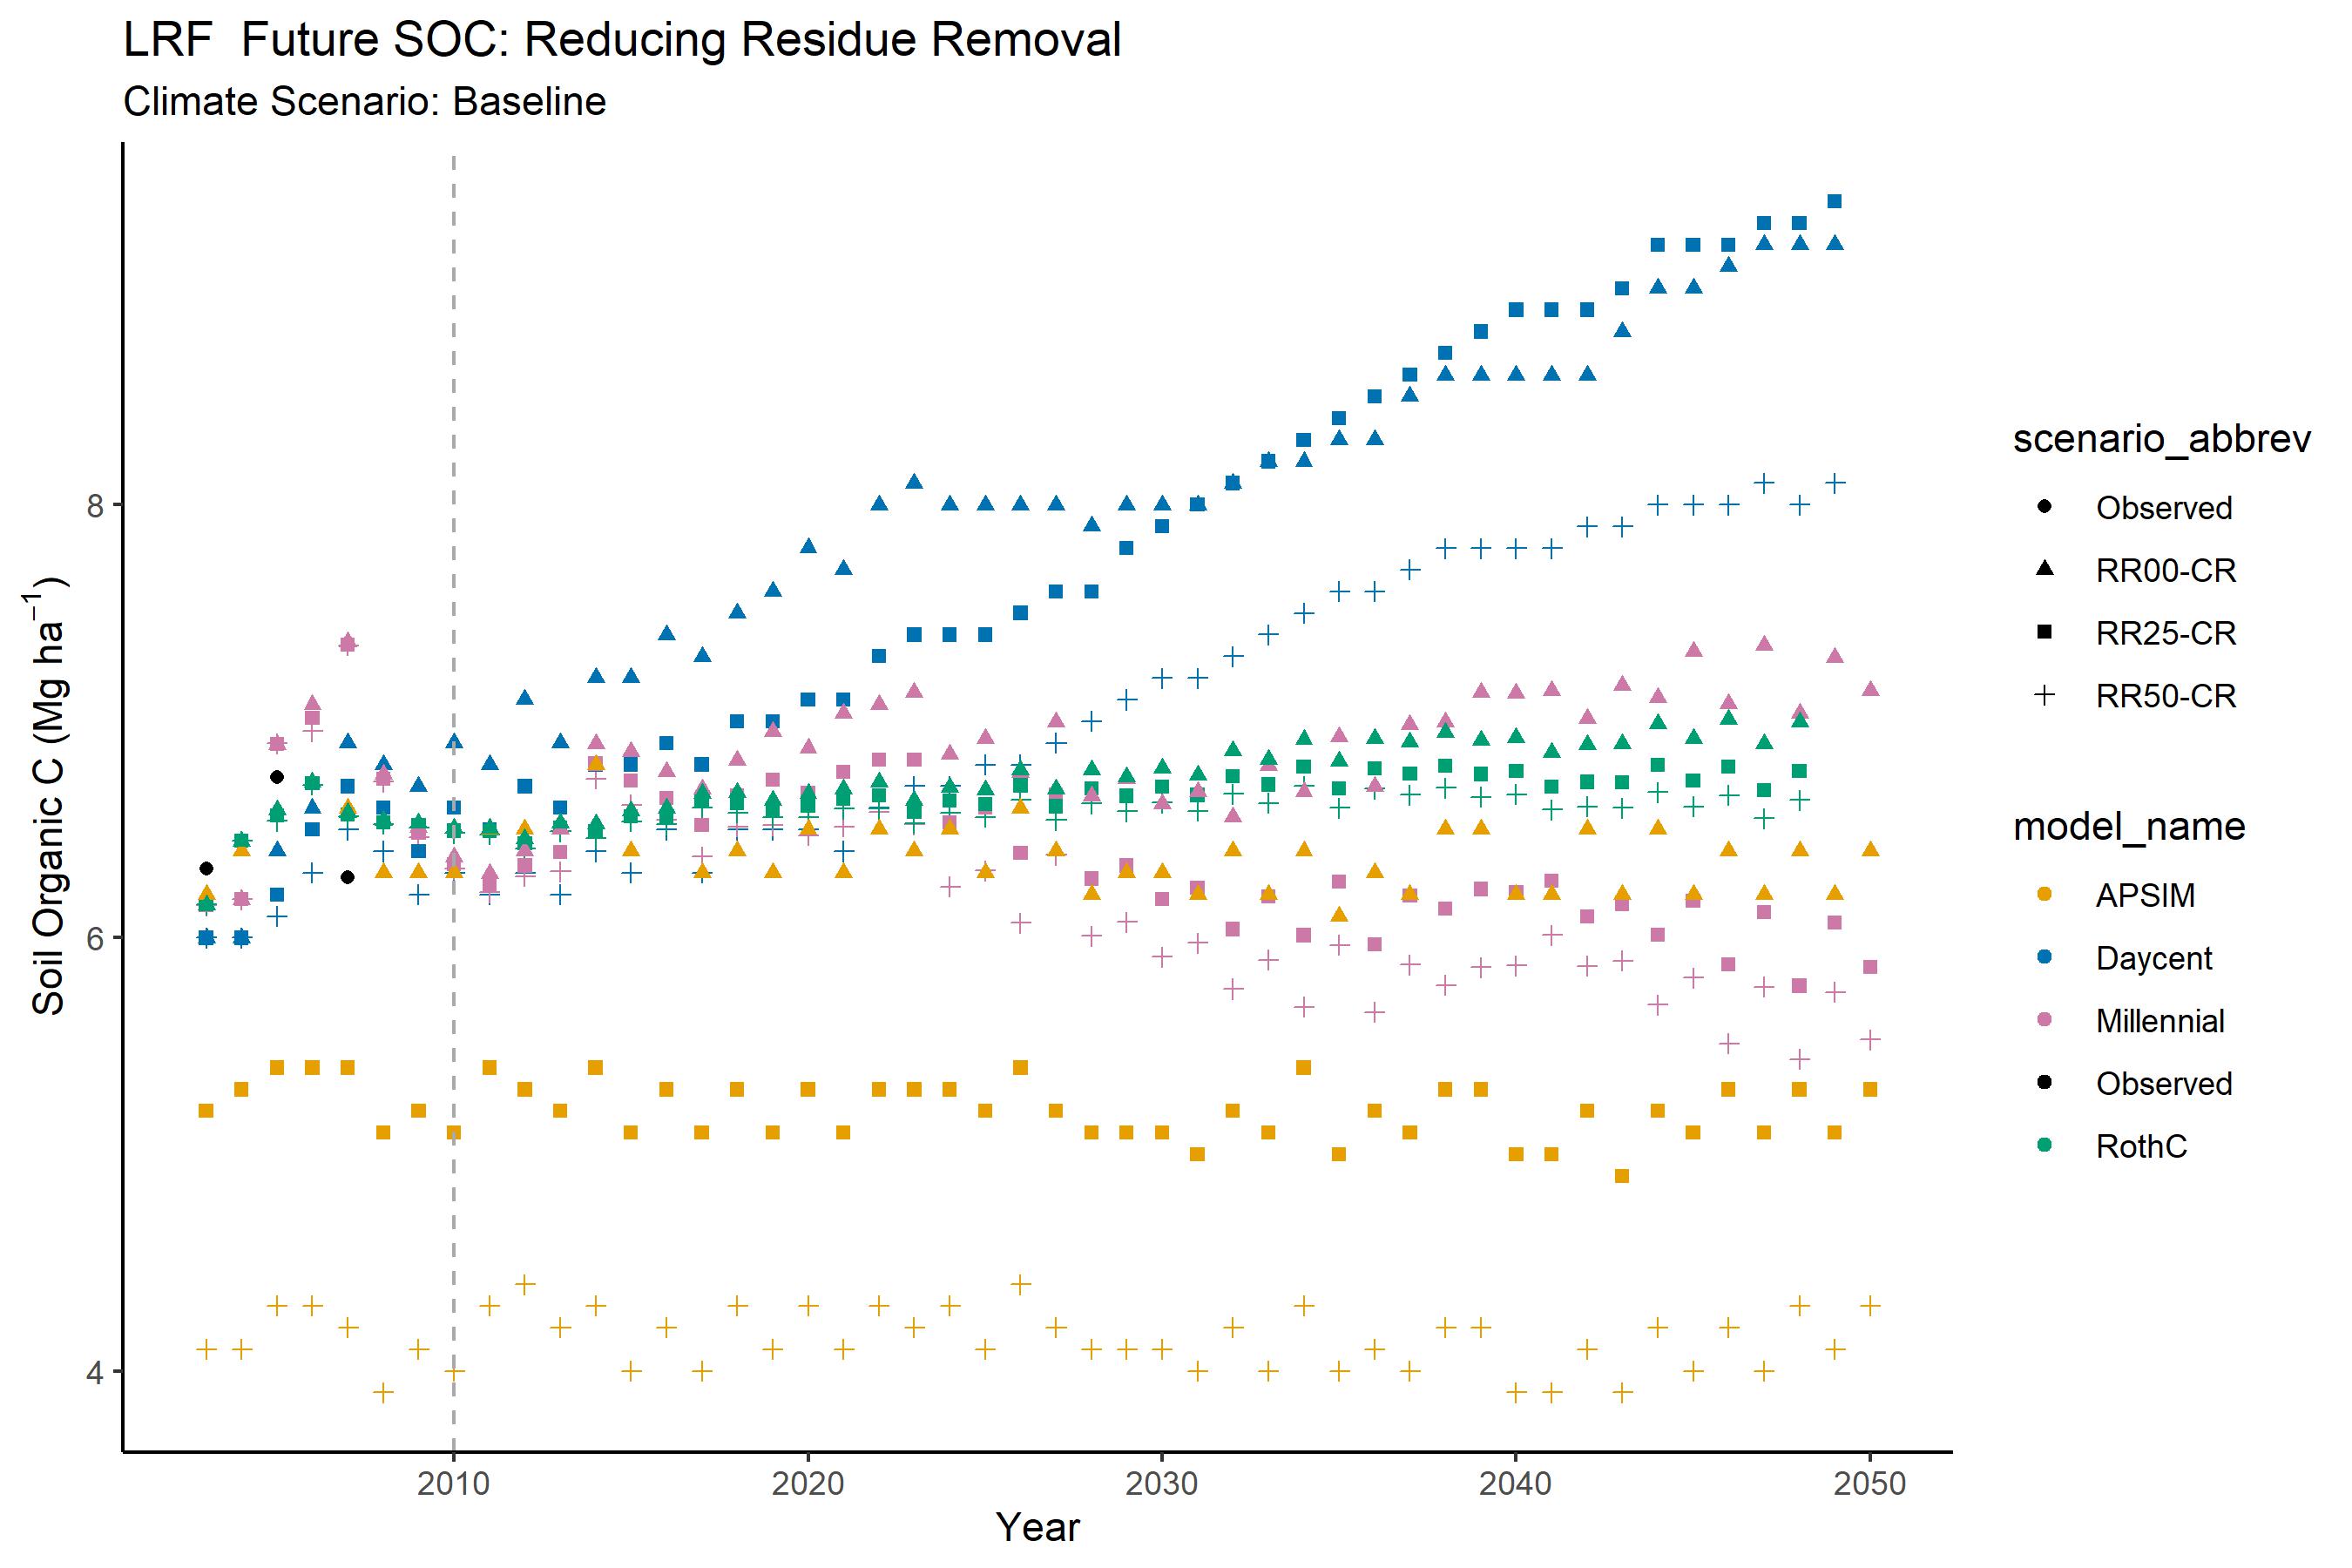 LRF  Future SOC: Reducing Residue Removal
Climate Scenario: Baseline
Soil Organic C (Mg ha⁻¹)
8
6
4
2010
2020
2030
2040
2050
Year
scenario_abbrev
Observed
RR00-CR
RR25-CR
RR50-CR
model_name
APSIM
Daycent
Millennial
Observed
RothC